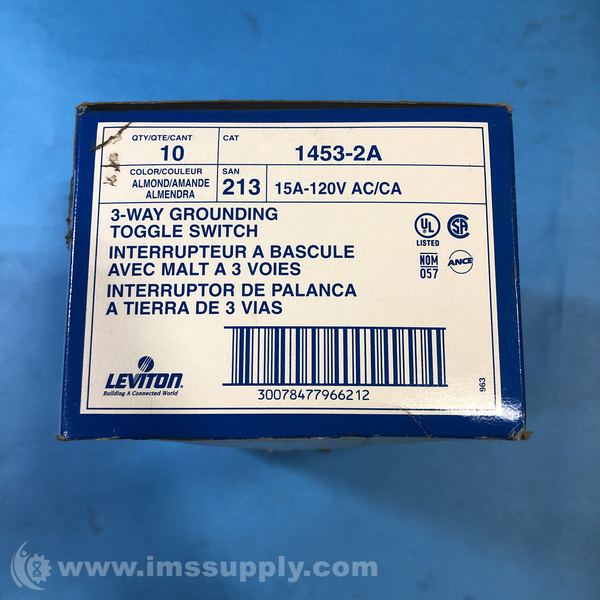 QTY/QTE/CANT
10
CAT
1453-2A
COLOR/COULEUR
ALMOND/AMANDE
ALMENDRA
SAN
213
15A-120V AC/CA
3-WAY GROUNDING
TOGGLE SWITCH
INTERRUPTEUR A BASCULE
AVEC MALT A 3 VOIES
INTERRUPTOR DE PALANCA
A TIERRA DE 3 VIAS
UL
LISTED
SA
NOM
057
ANCE
LEVITON
Building A Connected World
30078477966212
963
www.imssupply.com